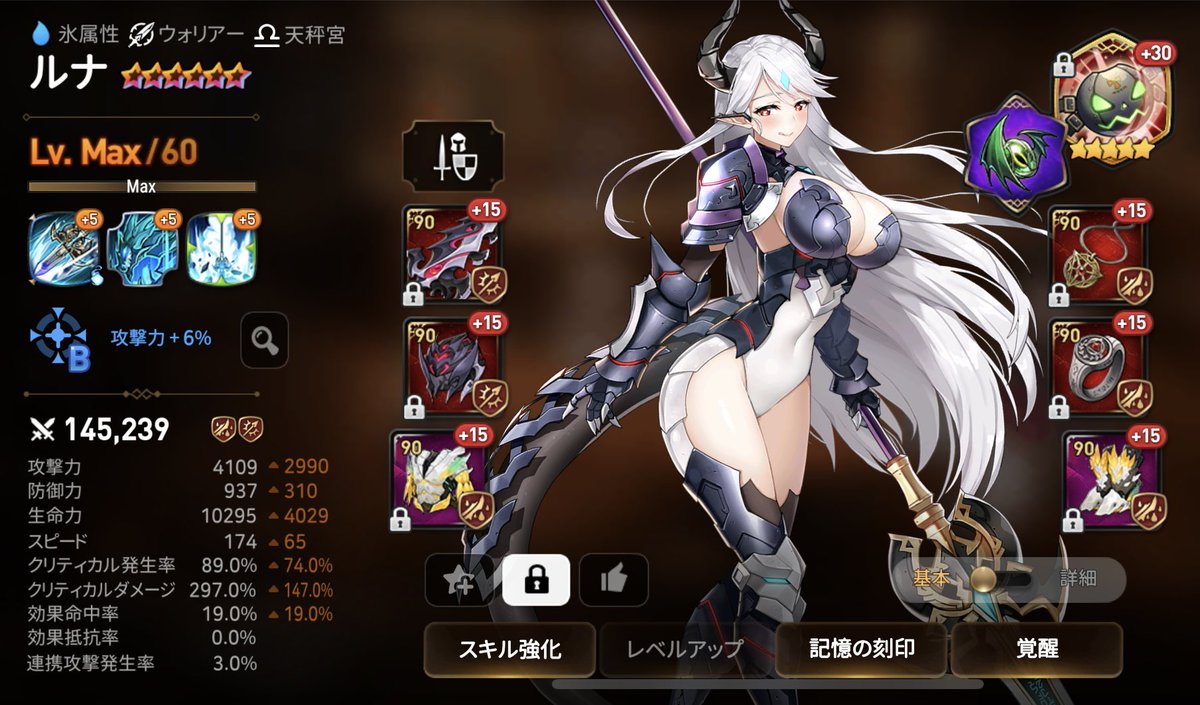 氷属性 ウォリアー 天秤宮
ルナ
Lv. Max/60
Max
+5 +5 +5
B 攻撃力+6%
145,239
攻撃力 4109 2990
防御力 937 310
生命力 10295 4029
スピード 174 65
クリティカル発生率 89.0% 74.0%
クリティカルダメージ 297.0% 147.0%
効果命中率 19.0% 19.0%
効果抵抗率 0.0%
連携攻撃発生率 3.0%
90 +15
90 +15
90 +15
+30
90 +15
90 +15
90 +15
基本 詳細
スキル強化 レベルアップ 記憶の刻印 覚醒